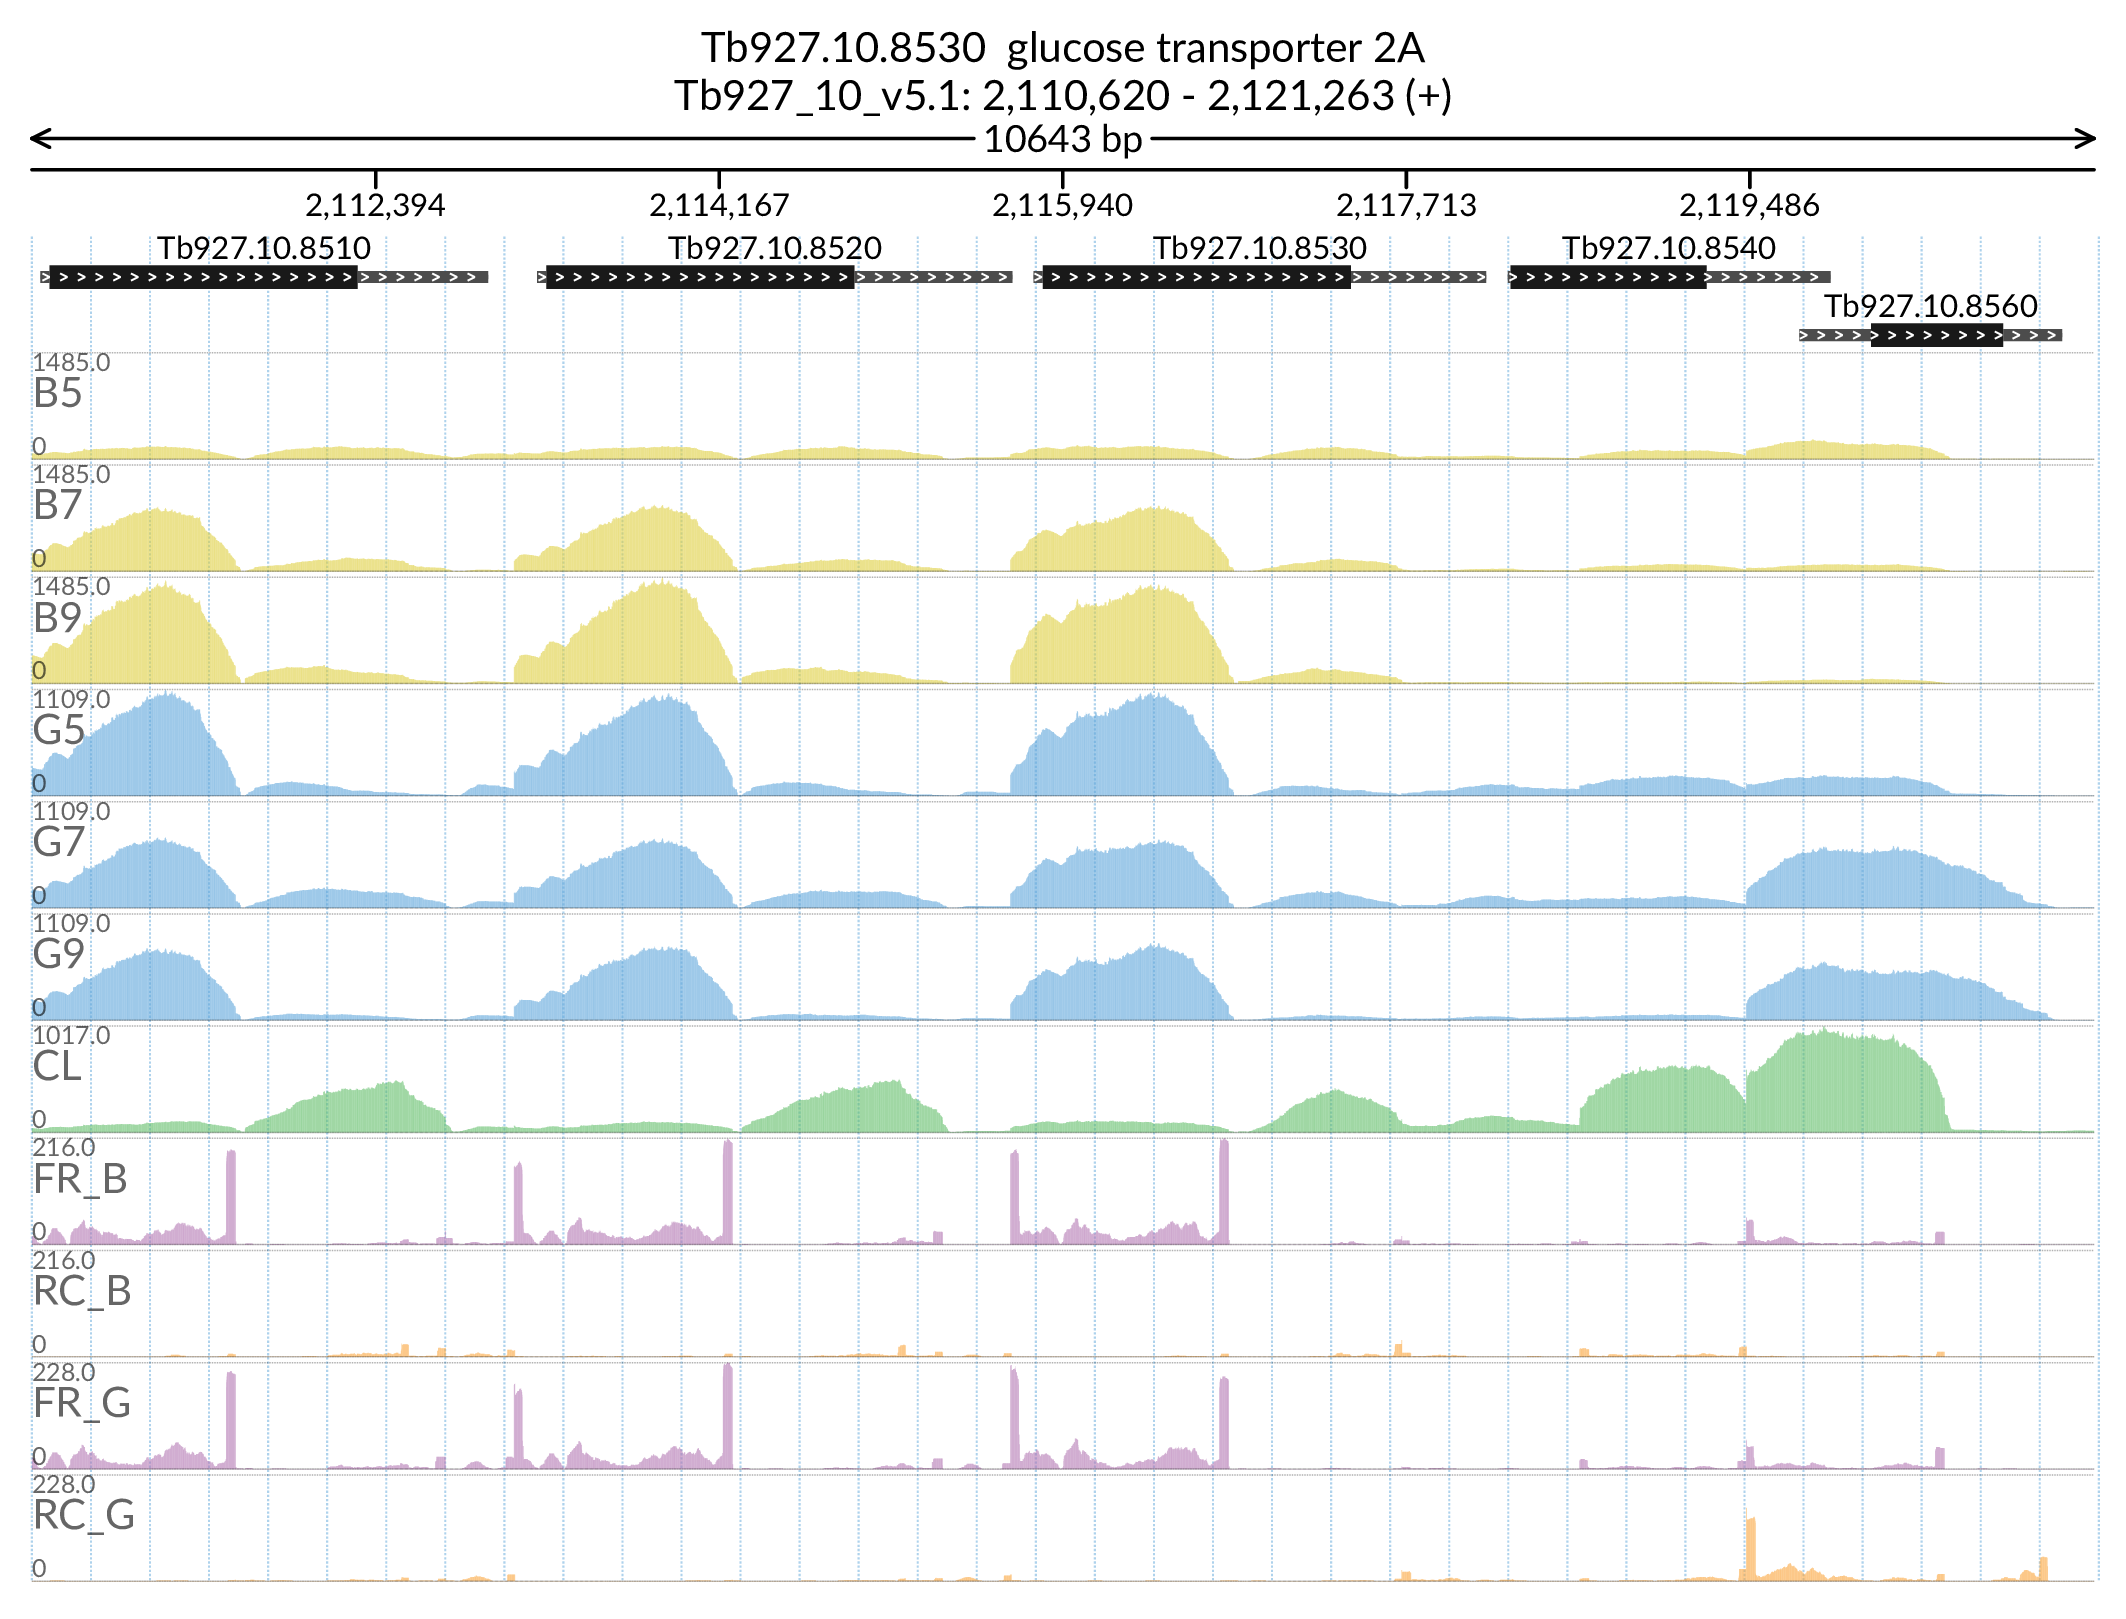 Tb927.10.8530  glucose transporter 2A
Tb927_10_v5.1: 2,110,620 - 2,121,263 (+)
10643 bp
2,112,394 2,114,167 2,115,940 2,117,713 2,119,486
Tb927.10.8510 Tb927.10.8520 Tb927.10.8530 Tb927.10.8540
Tb927.10.8560
1485.0
B5
0
1485.0
B7
0
1485.0
B9
0
1109.0
G5
0
1109.0
G7
0
1109.0
G9
0
1017.0
CL
0
216.0
FR_B
0
216.0
RC_B
0
228.0
FR_G
0
228.0
RC_G
0